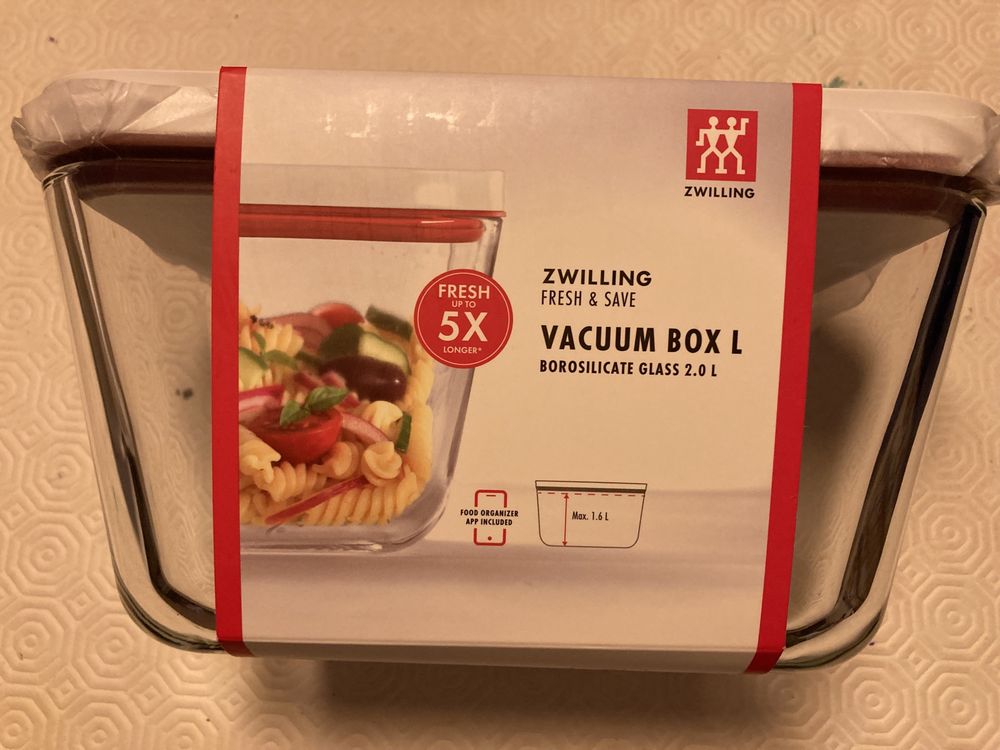 ZWILLING
FRESH
UP TO
5X
LONGER*
ZWILLING
FRESH & SAVE
VACUUM BOX L
BOROSILICATE GLASS 2.0 L
FOOD ORGANIZER
APP INCLUDED
Max. 1.6 L